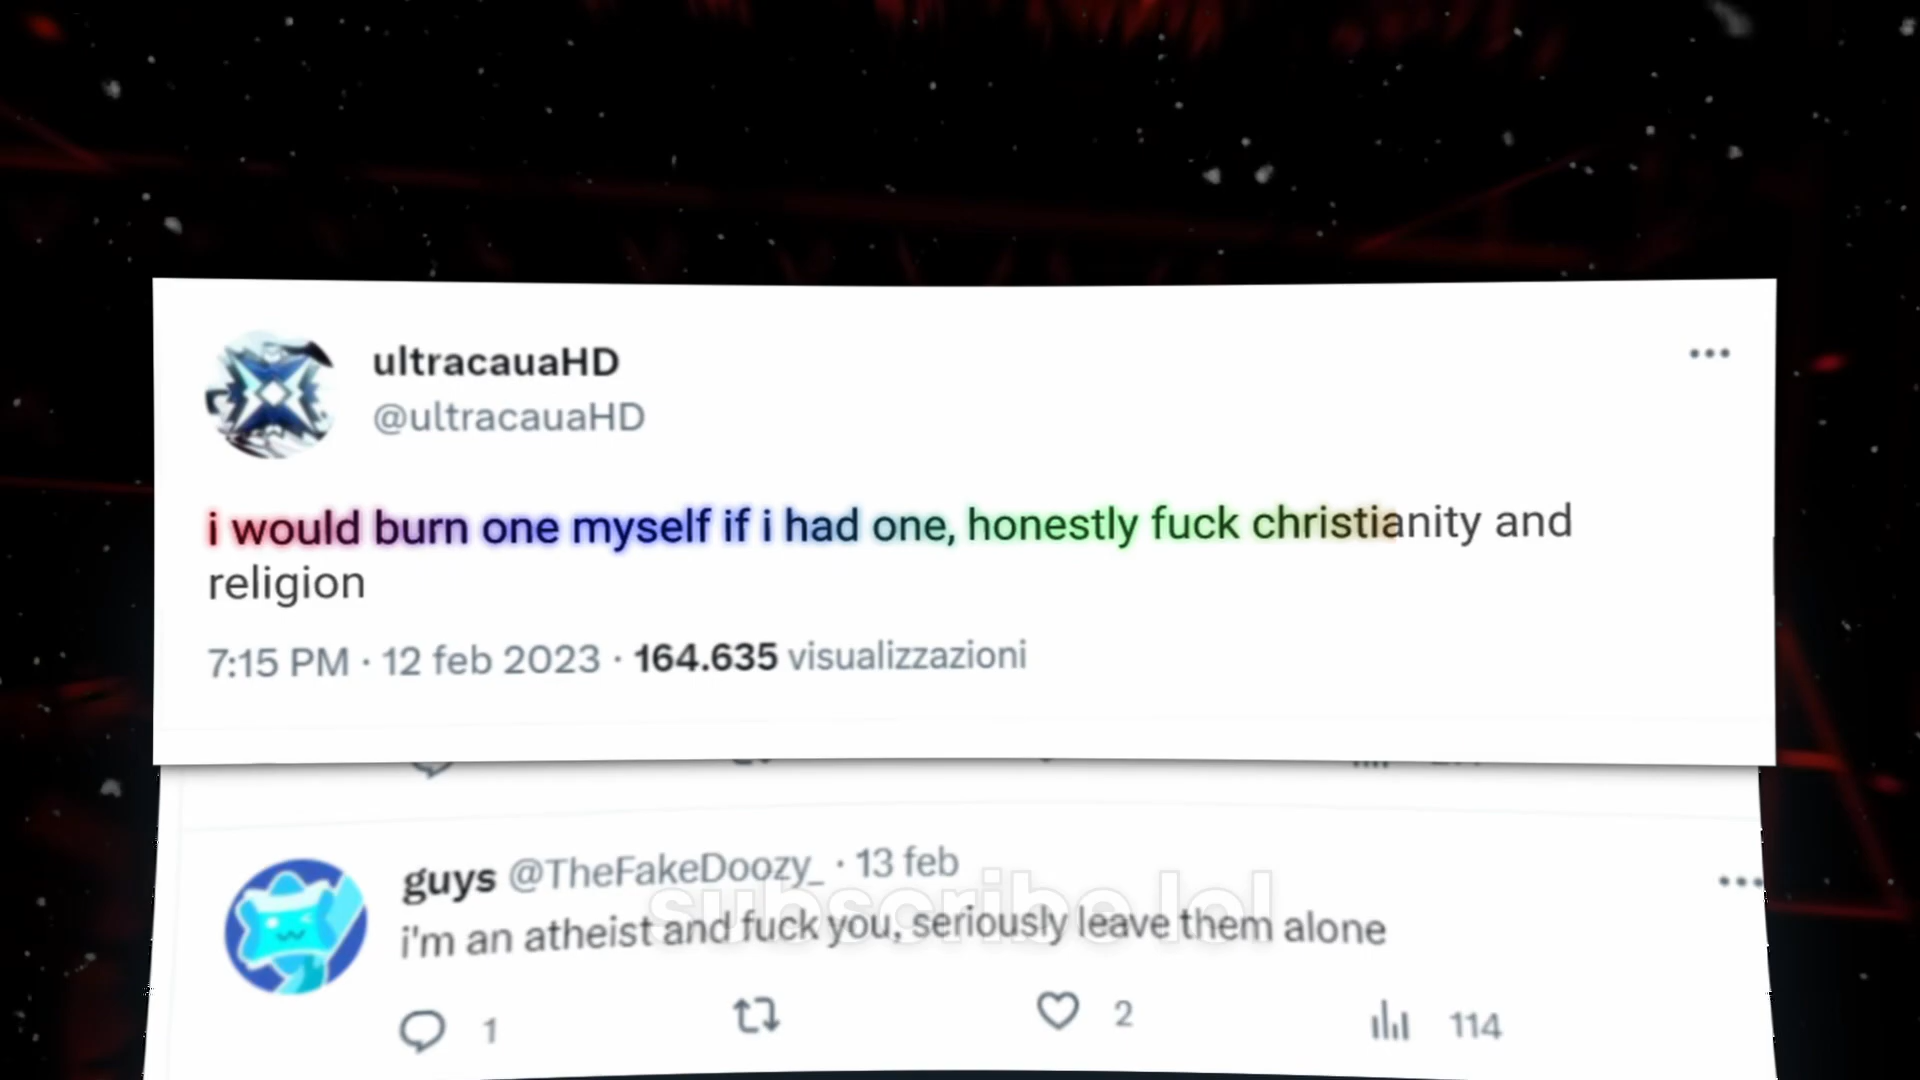 ultracauaHD
@ultracauaHD
i would burn one myself if i had one, honestly fuck christianity and
religion
7:15 PM · 12 feb 2023 · 164.635 visualizzazioni
guys @TheFakeDoozy_ · 13 feb
i'm an atheist and fuck you, seriously leave them alone
subscribe lol
1
2
114